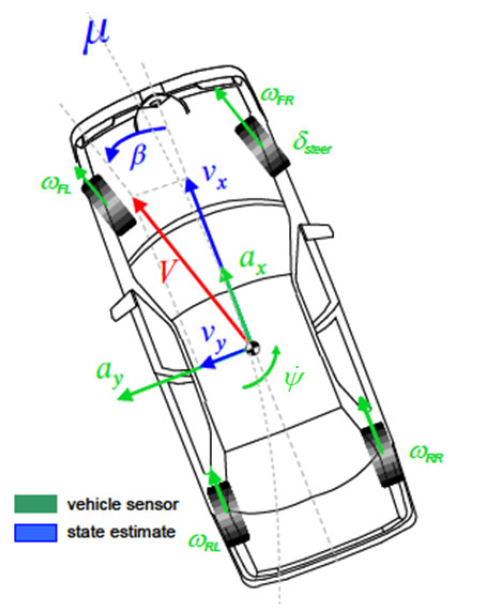 μ
ω_FR
β
δ_steer
v_x
ω_FL
V
a_x
v_y
a_y
ψ̇
ω_RR
vehicle sensor
state estimate
ω_RL